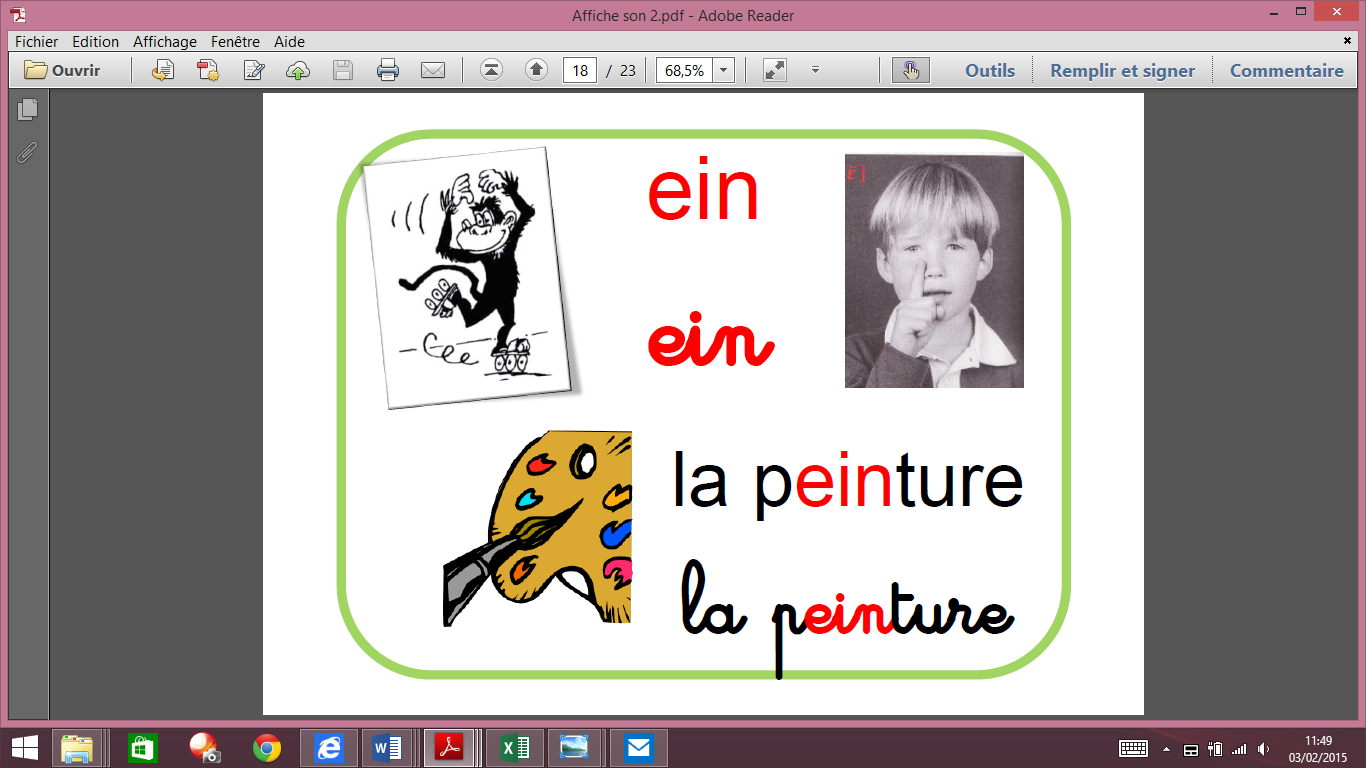 Affiche son 2.pdf - Adobe Reader
Fichier Edition Affichage Fenêtre Aide
Ouvrir 18 / 23 68,5% Outils Remplir et signer Commentaire
ein
ẽ]
ein
la peinture
la peinture
11:49
03/02/2015